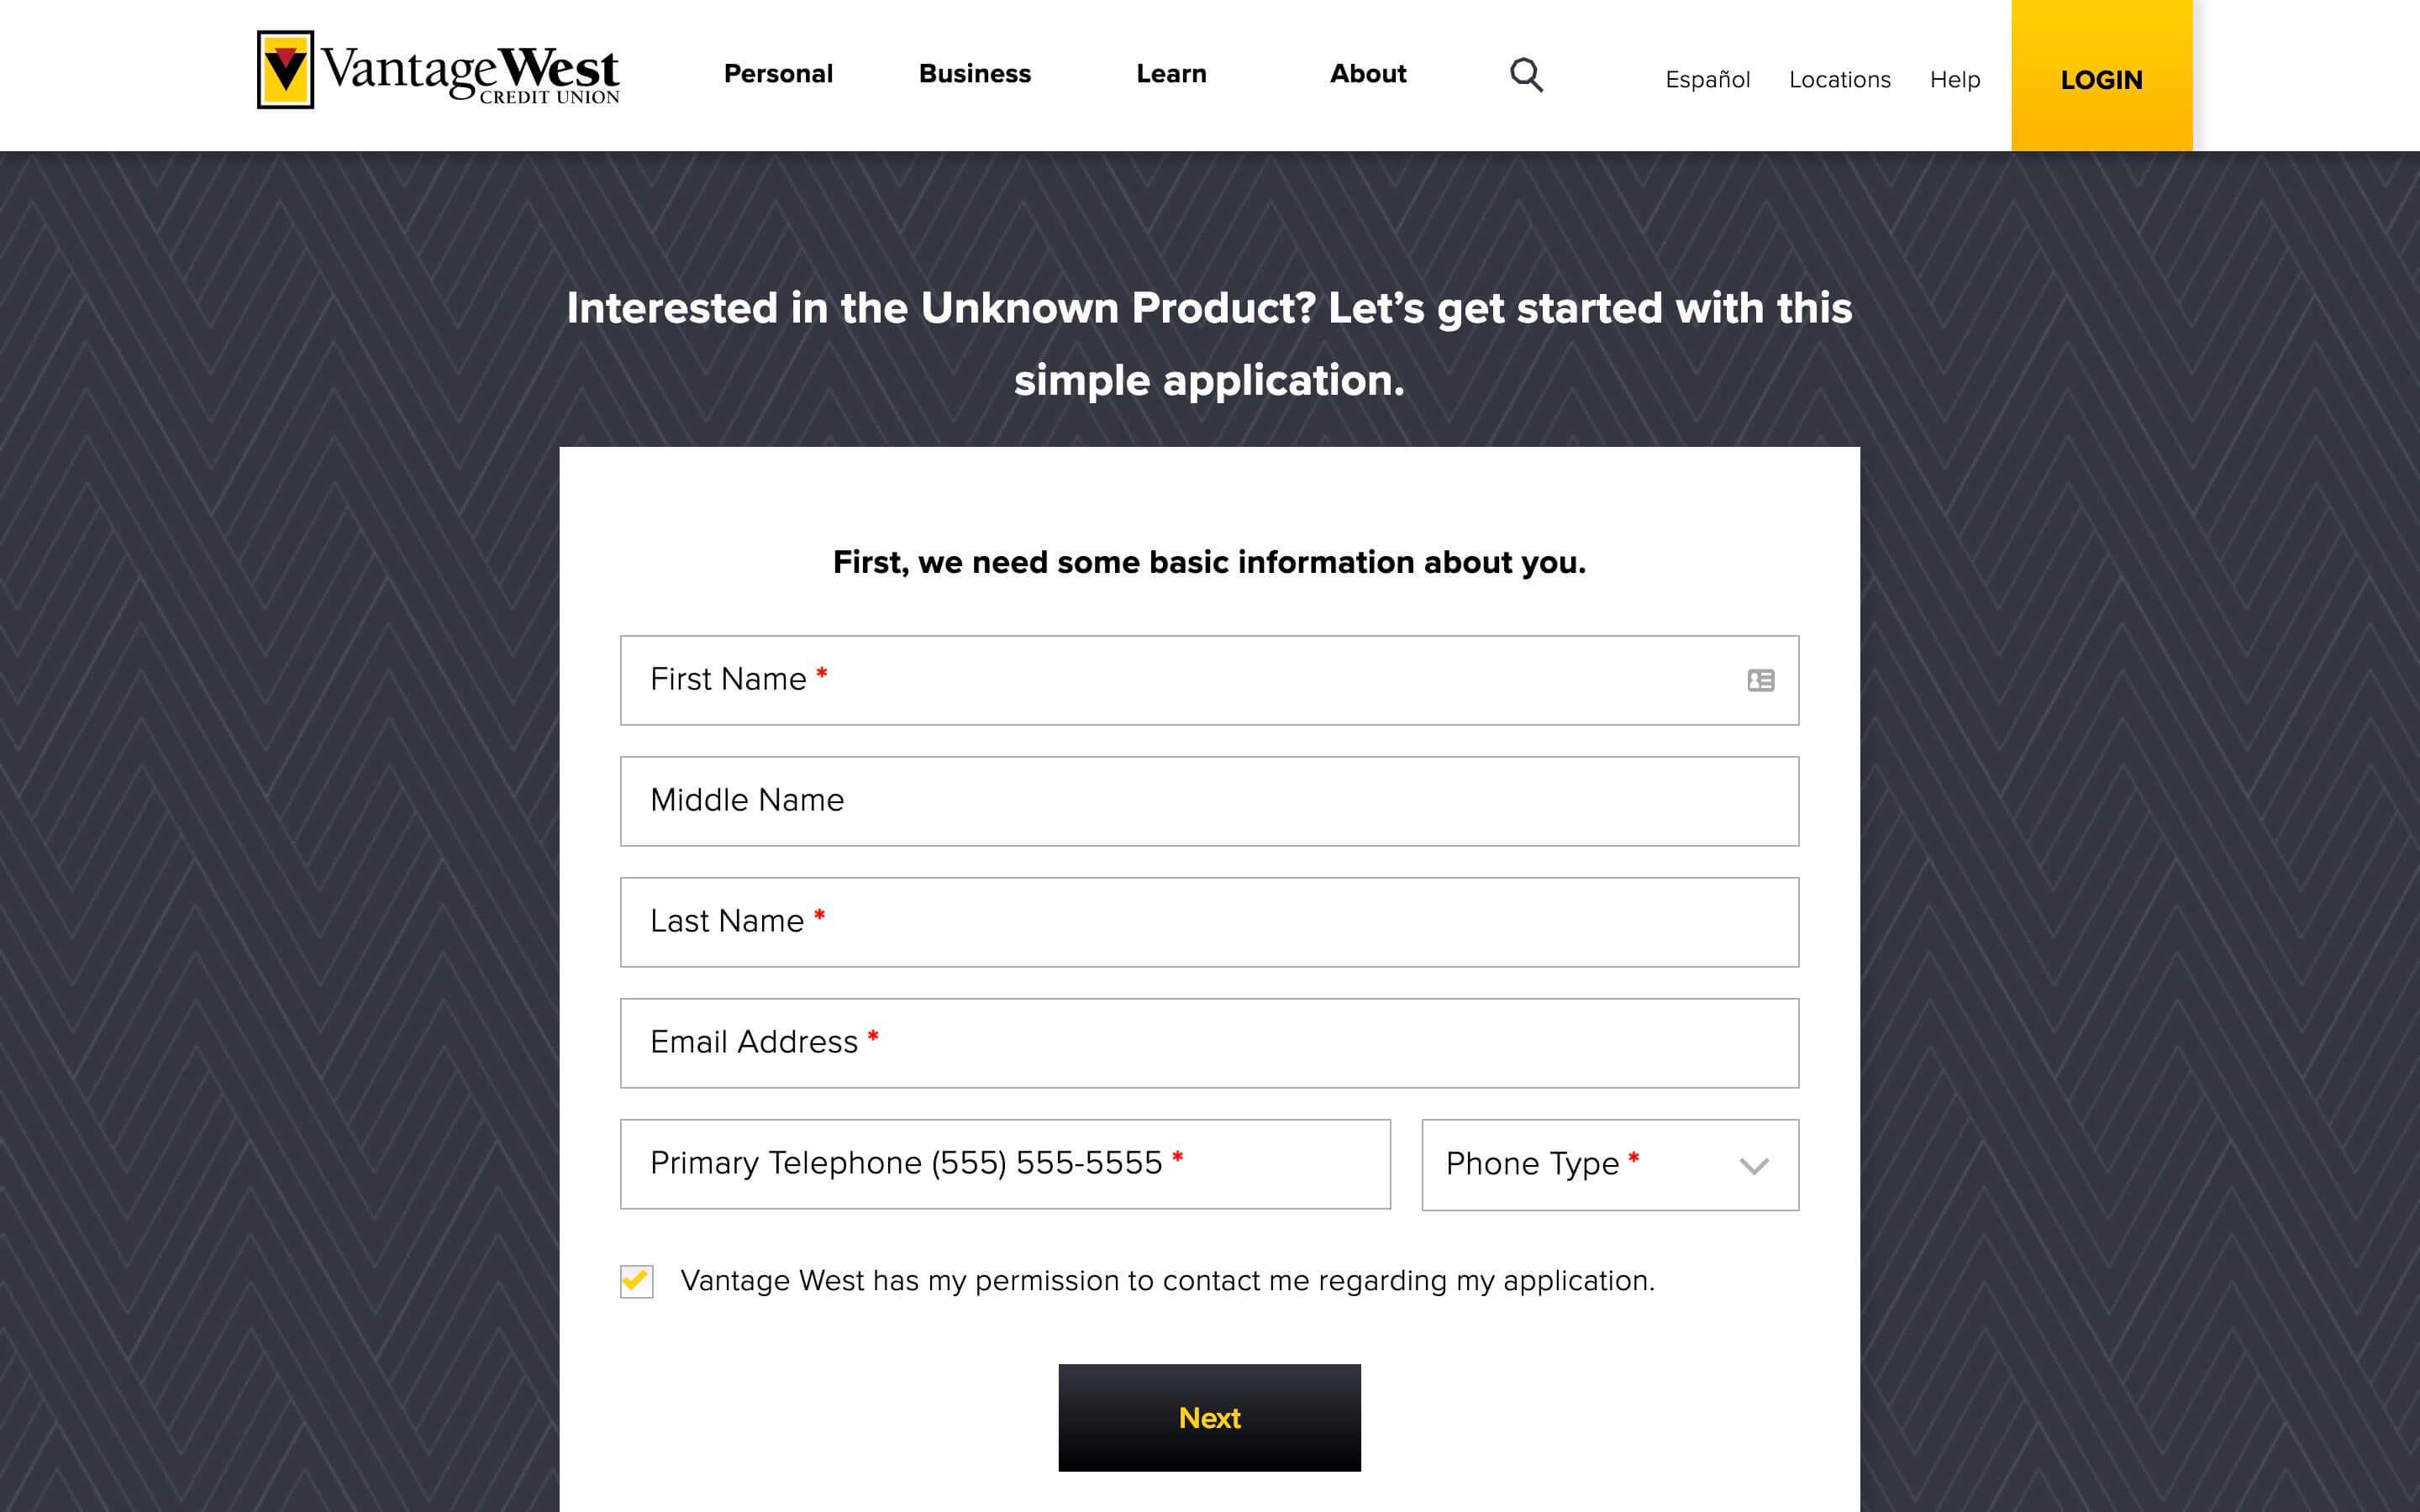 VantageWest
CREDIT UNION
Personal
Business
Learn
About
Español
Locations
Help
LOGIN
Interested in the Unknown Product? Let’s get started with this
simple application.
First, we need some basic information about you.
First Name *
Middle Name
Last Name *
Email Address *
Primary Telephone (555) 555-5555 *
Phone Type *
Vantage West has my permission to contact me regarding my application.
Next